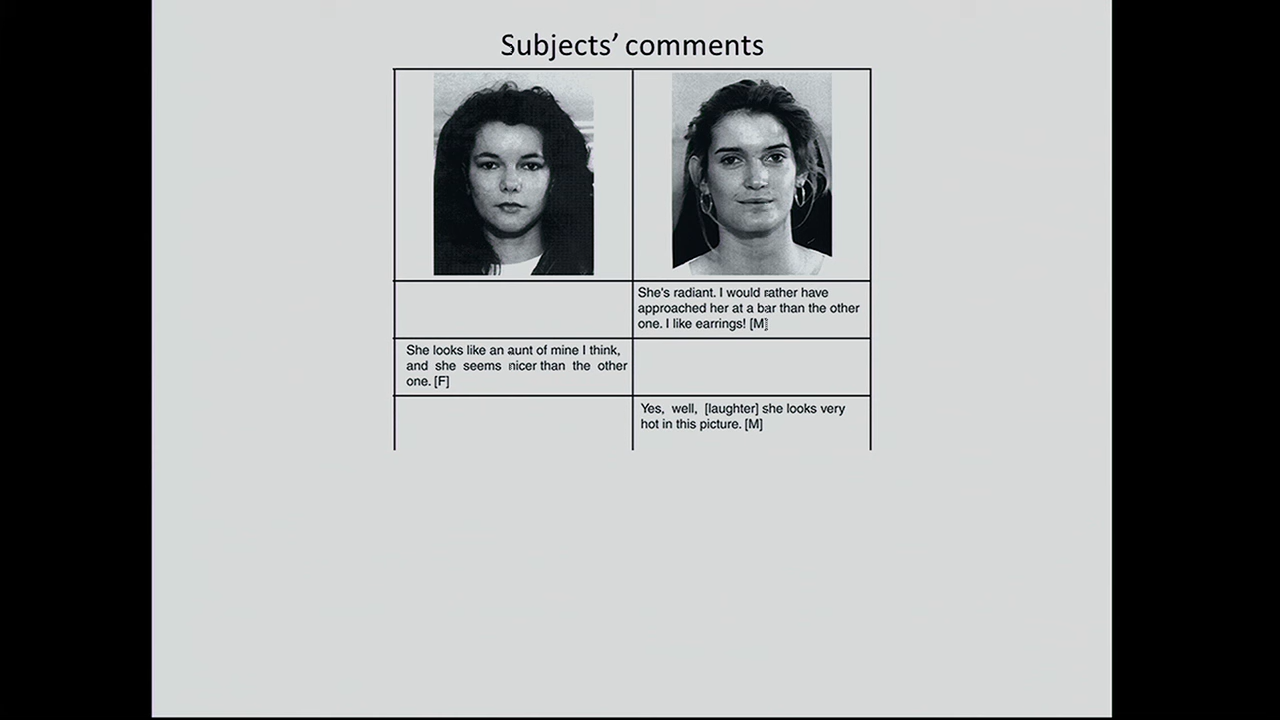 Subjects' comments
She's radiant. I would rather have
approached her at a bar than the other
one. I like earrings! [M]
She looks like an aunt of mine I think,
and she seems nicer than the other
one. [F]
Yes, well, [laughter] she looks very
hot in this picture. [M]